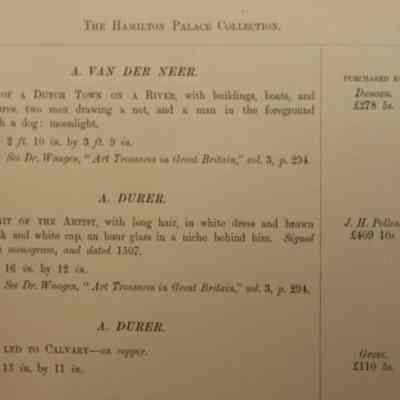 THE HAMILTON PALACE COLLECTION.
A. VAN DER NEER.
PURCHASED
OF A DUTCH TOWN ON A RIVER, with buildings, boats, and
Denson.
two men drawing a net, and a man in the foreground
£278 5s.
a dog: moonlight.
2 ft. 10 in. by 3 ft. 9 in.
See Dr. Waagen, "Art Treasures in Great Britain," vol. 3, p. 294.
A. DURER.
OF THE ARTIST, with long hair, in white dress and brown
J. H. Pollen
and white cap, an hour glass in a niche behind him. Signed
£409 10s
monogram, and dated 1507.
16 in. by 12 in.
See Dr. Waagen, "Art Treasures in Great Britain," vol. 3, p. 294.
A. DURER.
LED TO CALVARY—on copper.
Gross.
13 in. by 11 in.
£110 5s.